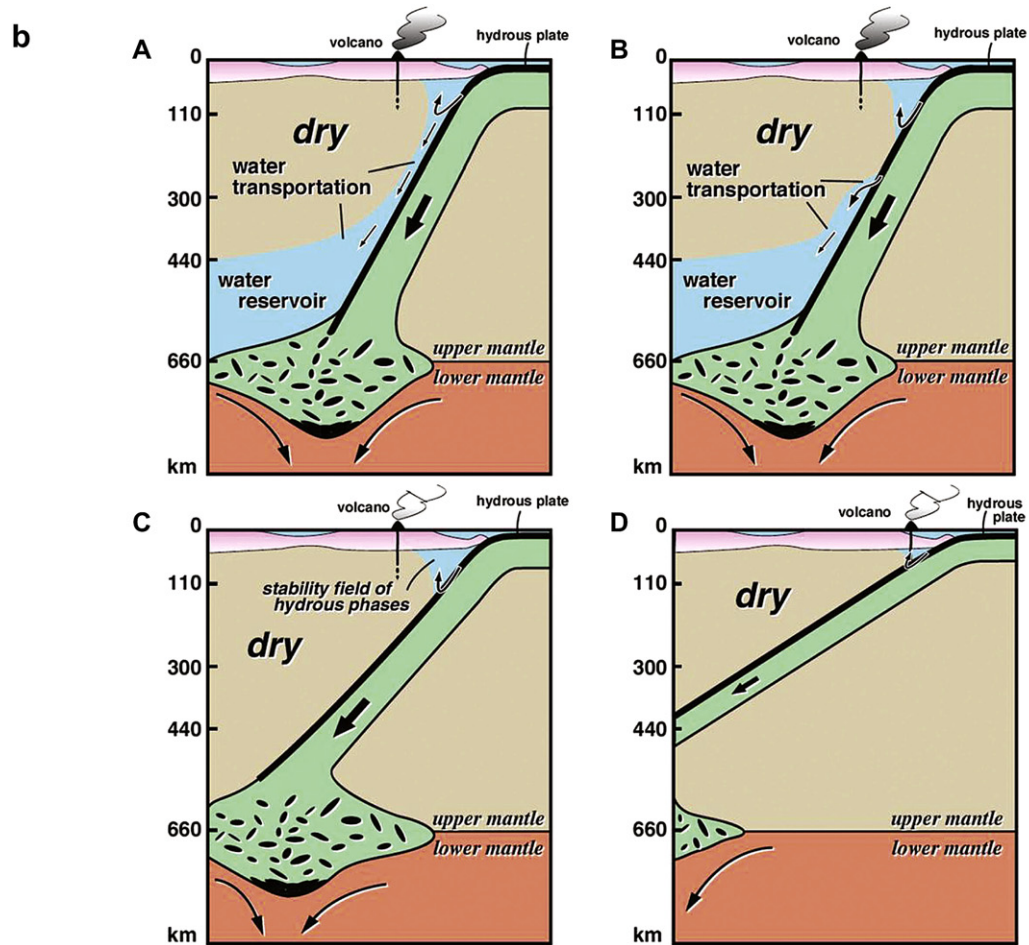 b
A
volcano
hydrous plate
0
110
300
440
660
km
dry
water
transportation
water
reservoir
upper mantle
lower mantle
B
volcano
hydrous plate
0
110
300
440
660
km
dry
water
transportation
water
reservoir
upper mantle
lower mantle
C
volcano
hydrous plate
0
110
300
440
660
km
stability field of
hydrous phases
dry
upper mantle
lower mantle
D
volcano
hydrous
plate
0
110
300
440
660
km
dry
upper mantle
lower mantle